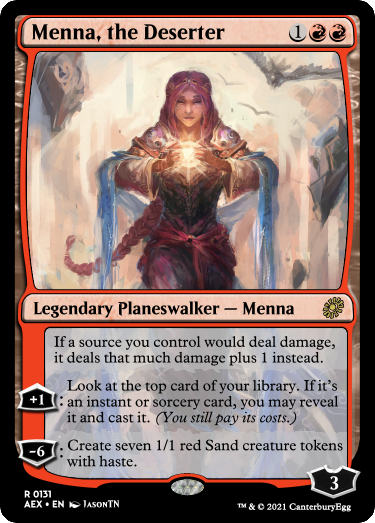 Menna, the Deserter 1
Legendary Planeswalker — Menna
If a source you control would deal damage,
it deals that much damage plus 1 instead.
+1: Look at the top card of your library. If it's
an instant or sorcery card, you may reveal
it and cast it. (You still pay its costs.)
-6: Create seven 1/1 red Sand creature tokens
with haste.
3
R 0131
AEX • EN JASONTN
™ & © 2021 CanterburyEgg